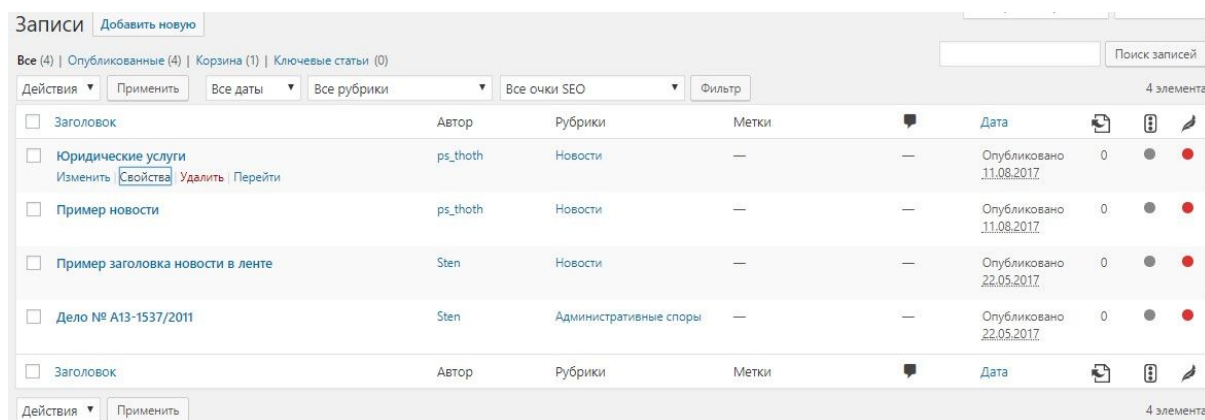 Записи Добавить новую
Все (4) | Опубликованные (4) | Корзина (1) | Ключевые статьи (0)
Поиск записей
Действия Применить Все даты Все рубрики Все очки SEO Фильтр 4 элемента
Заголовок Автор Рубрики Метки Дата
Юридические услуги ps_thoth Новости — — Опубликовано 0
Изменить | Свойства | Удалить | Перейти 11.08.2017
Пример новости ps_thoth Новости — — Опубликовано 0
11.08.2017
Пример заголовка новости в ленте Sten Новости — — Опубликовано 0
22.05.2017
Дело № А13-1537/2011 Sten Административные споры — — Опубликовано 0
22.05.2017
Заголовок Автор Рубрики Метки Дата
Действия Применить 4 элемента